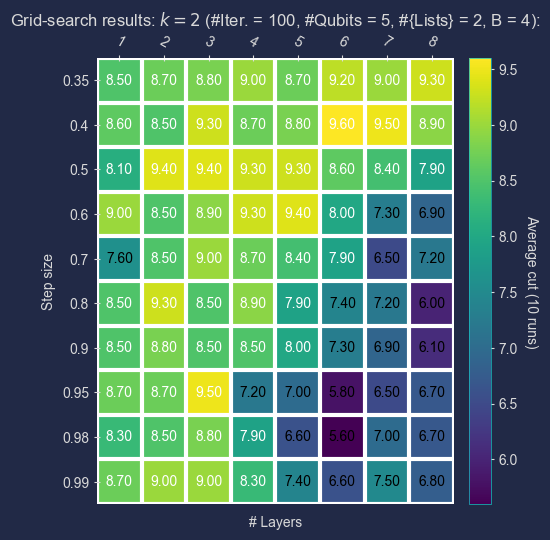 Grid-search results: k = 2 (#Iter. = 100, #Qubits = 5, #{Lists} = 2, B = 4):
1 2 3 4 5 6 7 8
0.35 8.50 8.70 8.80 9.00 8.70 9.20 9.00 9.30
0.4 8.60 8.50 9.30 8.70 8.80 9.60 9.50 8.90
0.5 8.10 9.40 9.40 9.30 9.30 8.60 8.40 7.90
0.6 9.00 8.50 8.90 9.30 9.40 8.00 7.30 6.90
0.7 7.60 8.50 9.00 8.70 8.40 7.90 6.50 7.20
0.8 8.50 9.30 8.50 8.90 7.90 7.40 7.20 6.00
0.9 8.50 8.80 8.50 8.50 8.00 7.30 6.90 6.10
0.95 8.70 8.70 9.50 7.20 7.00 5.80 6.50 6.70
0.98 8.30 8.50 8.80 7.90 6.60 5.60 7.00 6.70
0.99 8.70 9.00 9.00 8.30 7.40 6.60 7.50 6.80
Step size
# Layers
9.5
9.0
8.5
8.0
7.5
7.0
6.5
6.0
Average cut (10 runs)